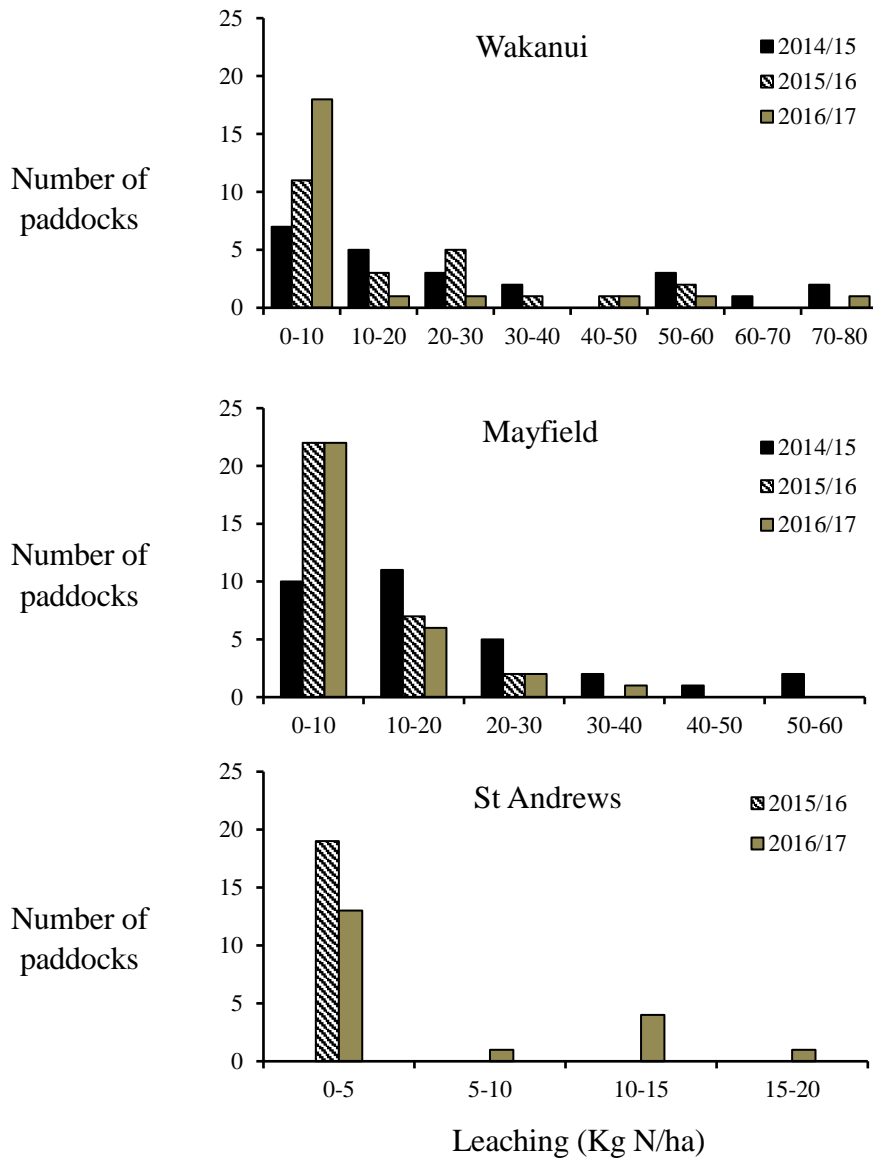 Wakanui
2014/15
2015/16
2016/17
Number of
paddocks
25
20
15
10
5
0
0-10 10-20 20-30 30-40 40-50 50-60 60-70 70-80
Mayfield
2014/15
2015/16
2016/17
Number of
paddocks
25
20
15
10
5
0
0-10 10-20 20-30 30-40 40-50 50-60
St Andrews
2015/16
2016/17
Number of
paddocks
25
20
15
10
5
0
0-5 5-10 10-15 15-20
Leaching (Kg N/ha)